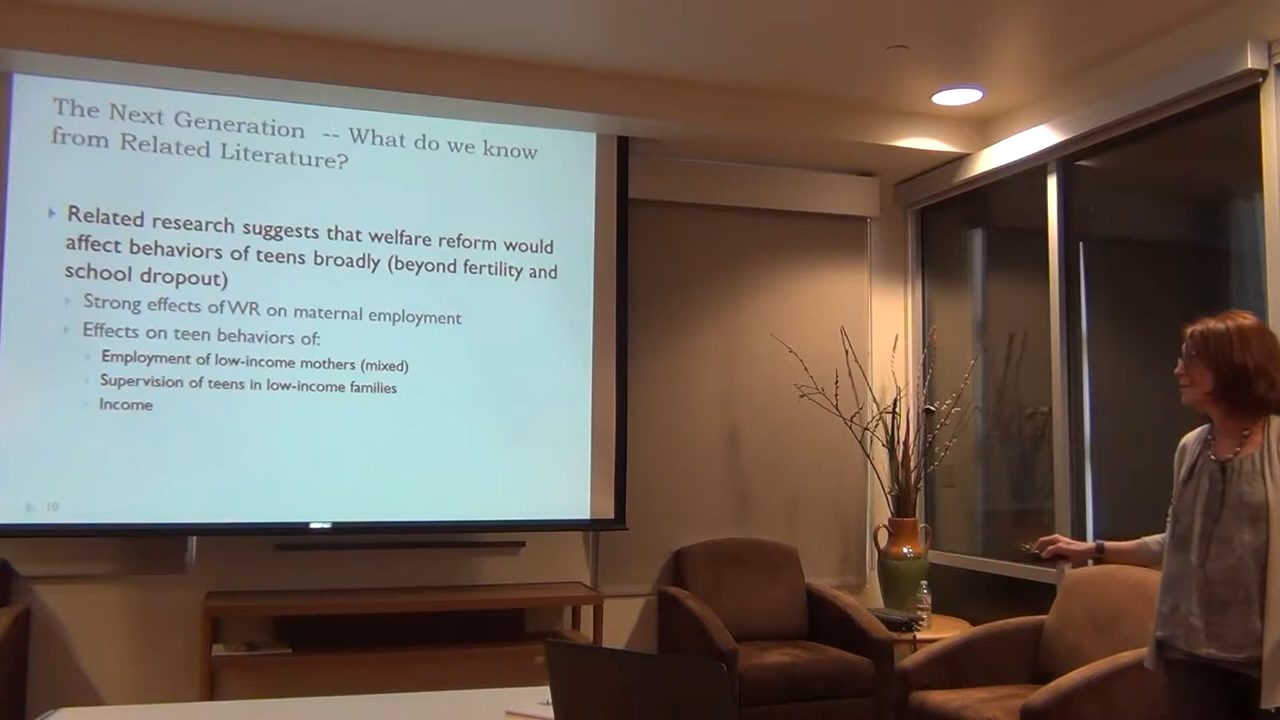 The Next Generation -- What do we know
from Related Literature?
Related research suggests that welfare reform would
affect behaviors of teens broadly (beyond fertility and
school dropout)
Strong effects of WR on maternal employment
Effects on teen behaviors of:
Employment of low-income mothers (mixed)
Supervision of teens in low-income families
Income
10